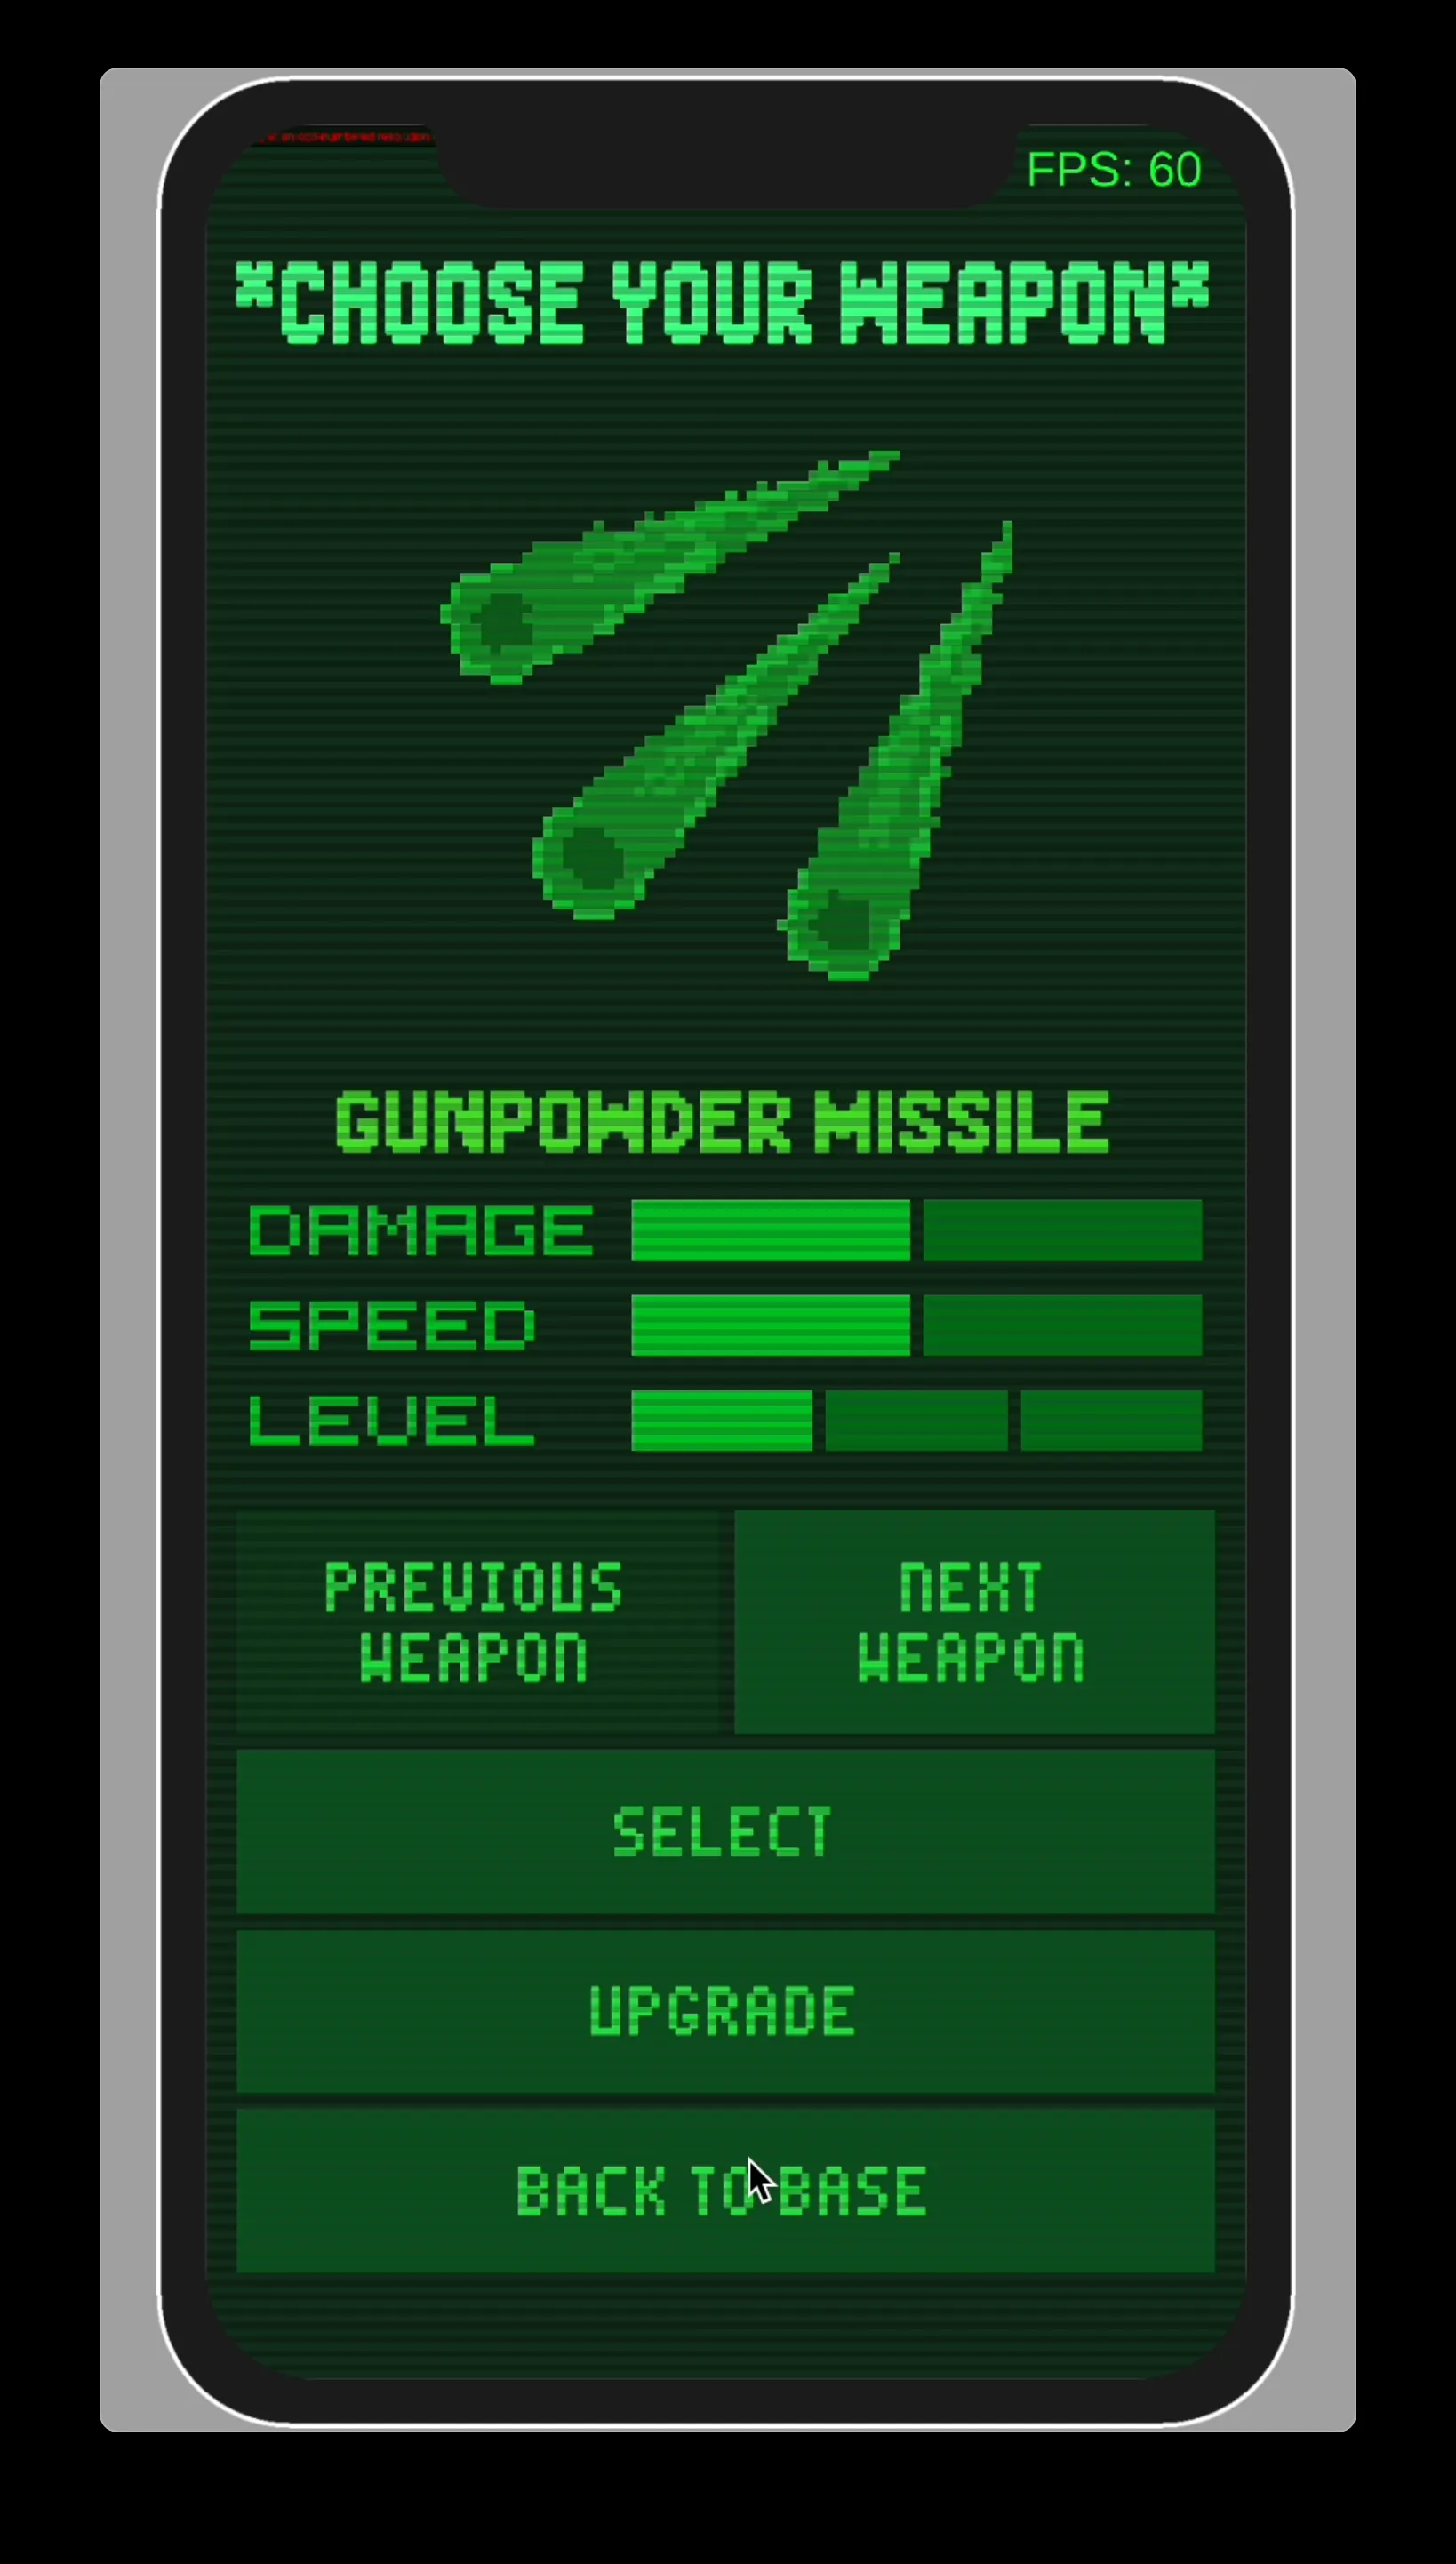 FPS: 60
*CHOOSE YOUR WEAPON*
GUNPOWDER MISSILE
DAMAGE
SPEED
LEVEL
PREVIOUS
WEAPON
NEXT
WEAPON
SELECT
UPGRADE
BACK TO BASE